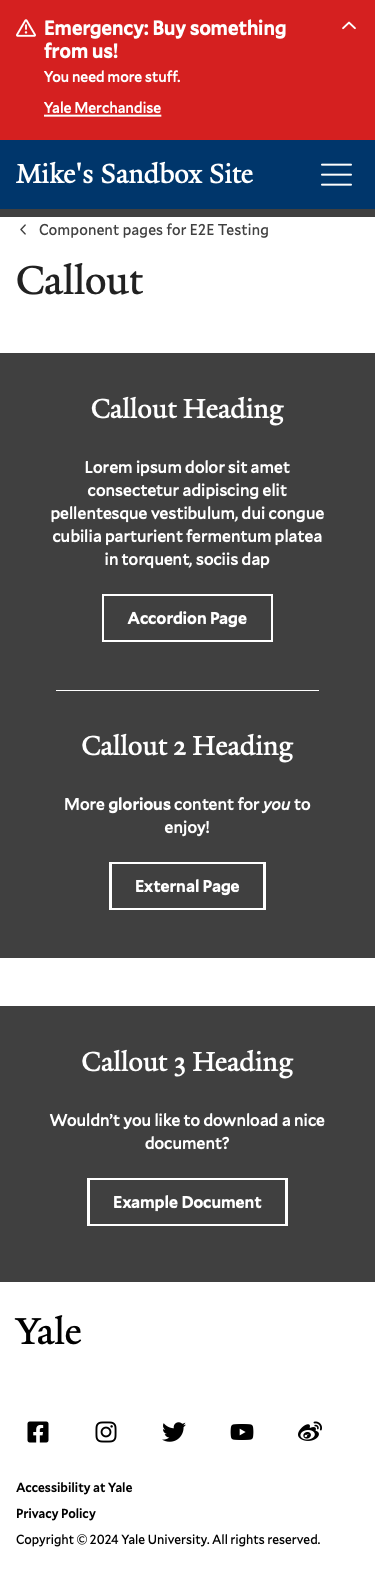 Emergency: Buy something
from us!
You need more stuff.
Yale Merchandise
Mike's Sandbox Site
Component pages for E2E Testing
Callout
Callout Heading
Lorem ipsum dolor sit amet
consectetur adipiscing elit
pellentesque vestibulum, dui congue
cubilia parturient fermentum platea
in torquent, sociis dap
Accordion Page
Callout 2 Heading
More glorious content for you to
enjoy!
External Page
Callout 3 Heading
Wouldn’t you like to download a nice
document?
Example Document
Yale
Accessibility at Yale
Privacy Policy
Copyright © 2024 Yale University. All rights reserved.